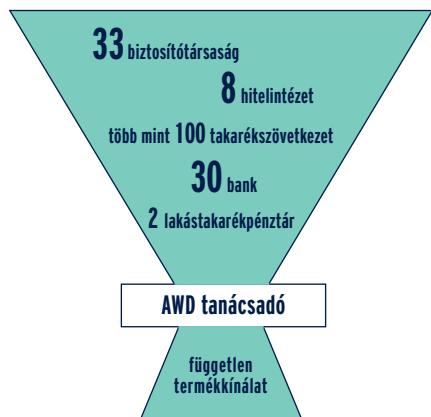 33 biztosítótársaság
8 hitelintézet
több mint 100 takarékszövetkezet
30 bank
2 lakástakarékpénztár
AWD tanácsadó
független
termékkínálat